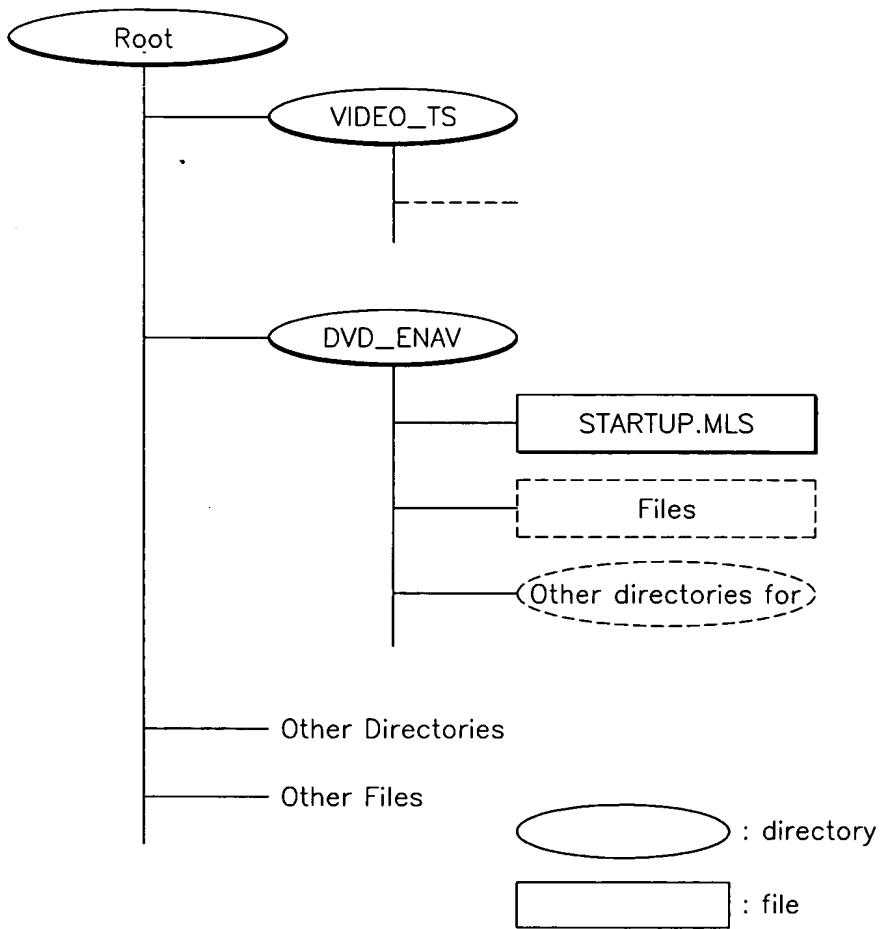 Root
VIDEO_TS
DVD_ENAV
STARTUP.MLS
Files
Other directories for
Other Directories
Other Files
: directory
: file